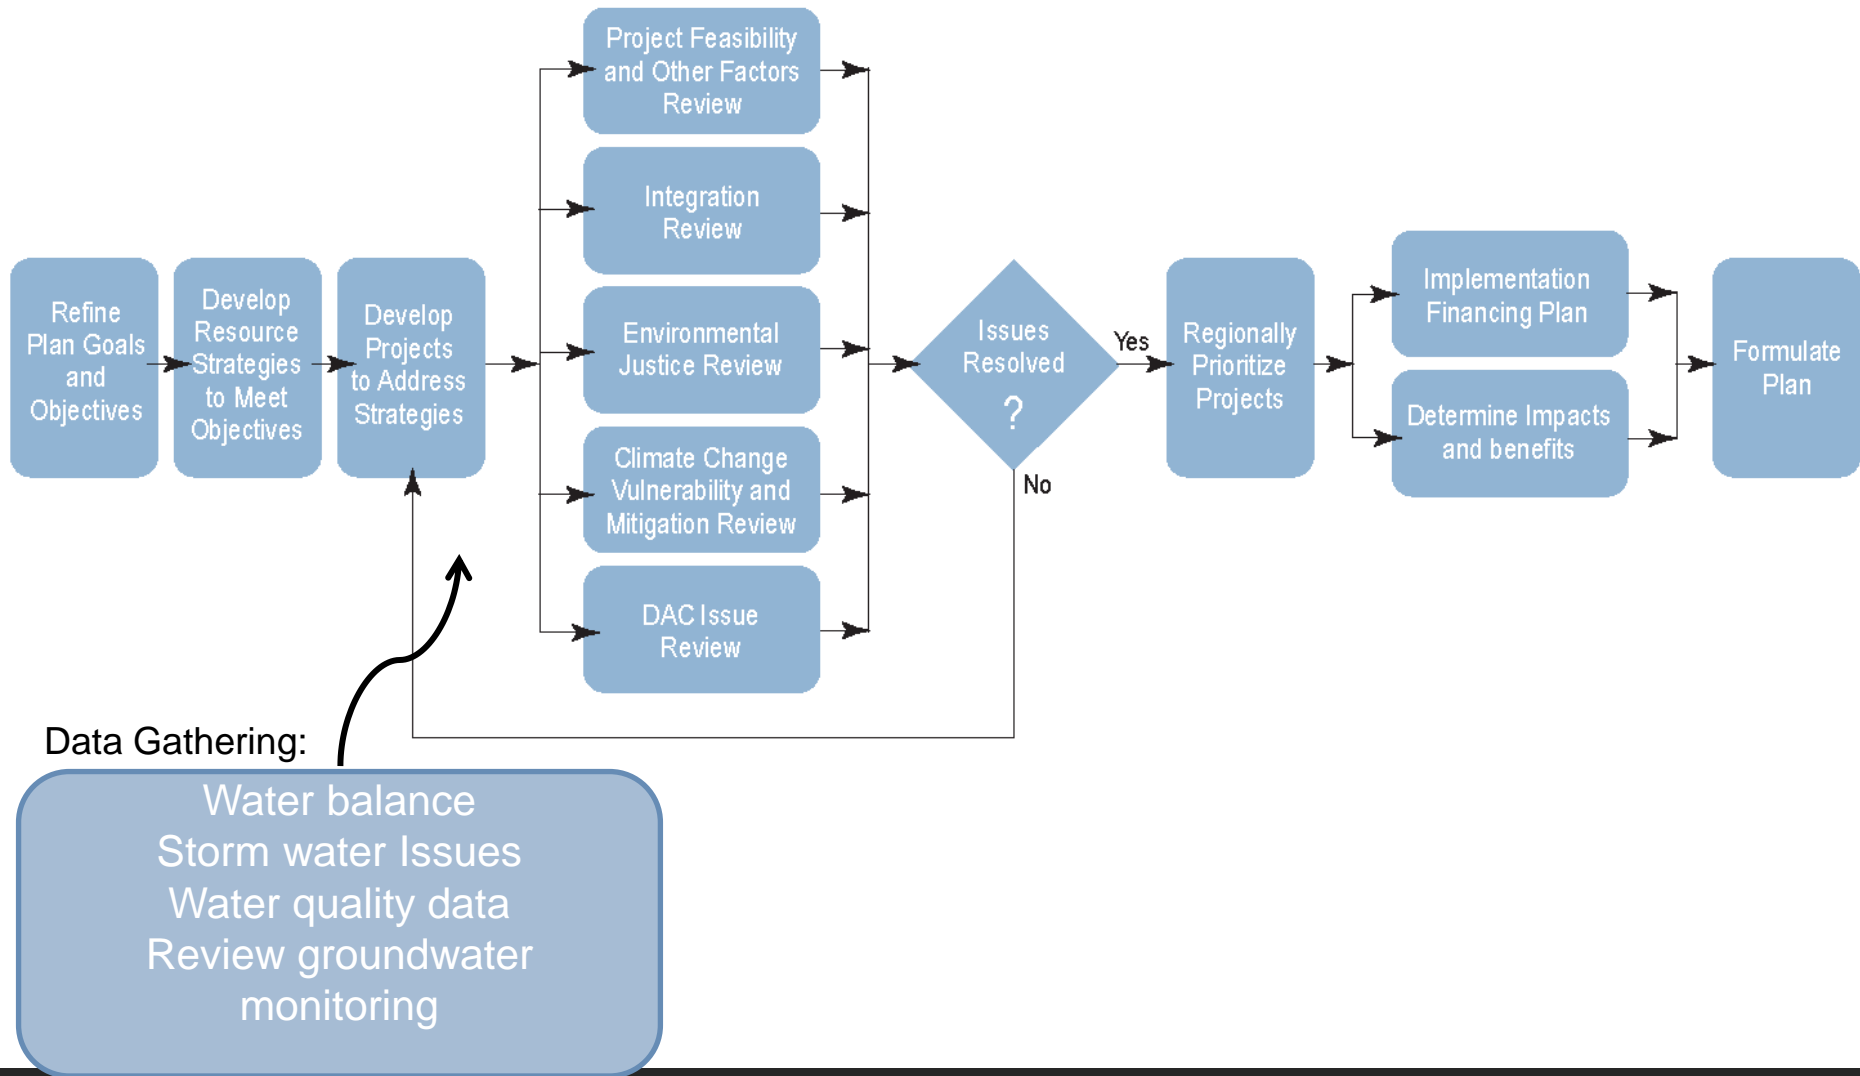 Refine
Plan Goals
and
Objectives
Develop
Resource
Strategies
to Meet
Objectives
Develop
Projects
to Address
Strategies
Project Feasibility
and Other Factors
Review
Integration
Review
Environmental
Justice Review
Climate Change
Vulnerability and
Mitigation Review
DAC Issue
Review
Issues
Resolved
?
Yes
No
Regionally
Prioritize
Projects
Implementation
Financing Plan
Determine Impacts
and benefits
Formulate
Plan
Data Gathering:
Water balance
Storm water Issues
Water quality data
Review groundwater
monitoring